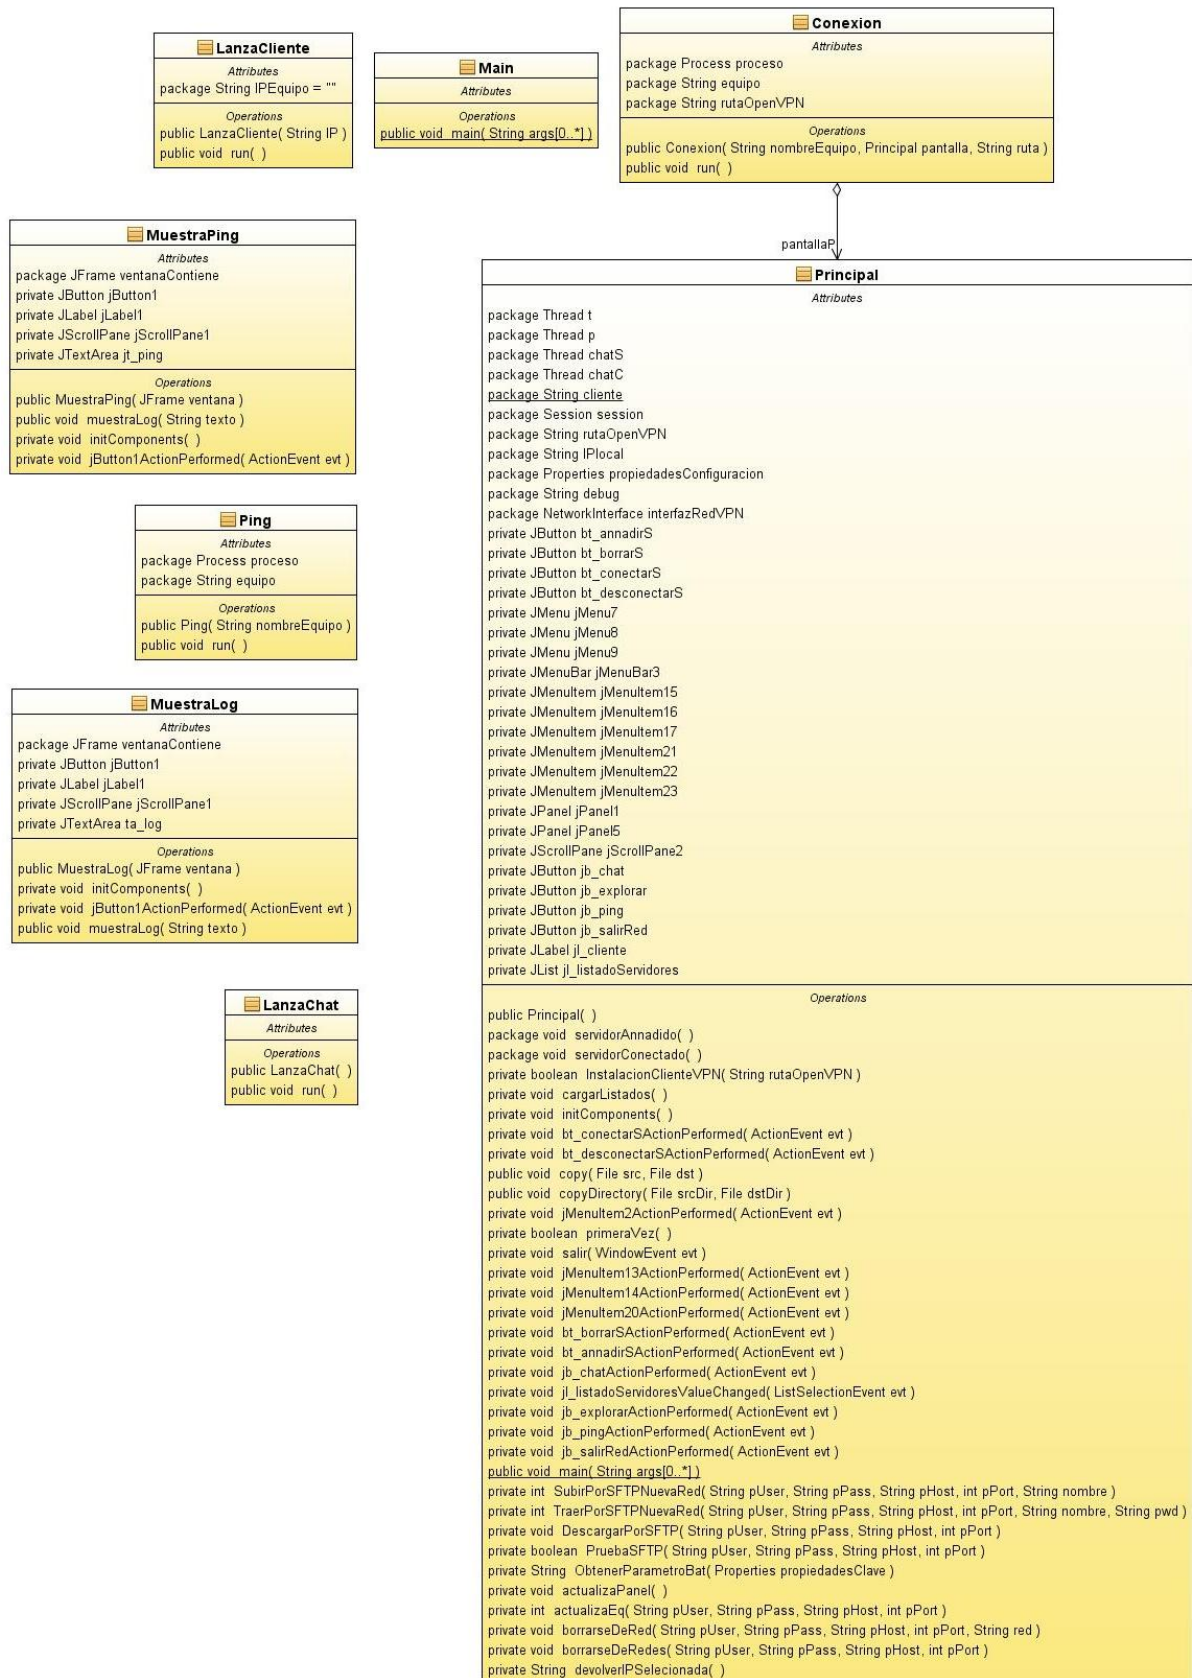 LanzaCliente
Attributes
package String IPEquipo = ""
Operations
public LanzaCliente( String IP )
public void run( )
Main
Attributes
Operations
public void main( String args[0..*] )
Conexion
Attributes
package Process proceso
package String equipo
package String rutaOpenVPN
Operations
public Conexion( String nombreEquipo, Principal pantalla, String ruta )
public void run( )
pantallaP
MuestraPing
Attributes
package JFrame ventanaContiene
private JButton jButton1
private JLabel jLabel1
private JScrollPane jScrollPane1
private JTextArea jt_ping
Operations
public MuestraPing( JFrame ventana )
public void muestraLog( String texto )
private void initComponents( )
private void jButton1ActionPerformed( ActionEvent evt )
Ping
Attributes
package Process proceso
package String equipo
Operations
public Ping( String nombreEquipo )
public void run( )
MuestraLog
Attributes
package JFrame ventanaContiene
private JButton jButton1
private JLabel jLabel1
private JScrollPane jScrollPane1
private JTextArea ta_log
Operations
public MuestraLog( JFrame ventana )
private void initComponents( )
private void jButton1ActionPerformed( ActionEvent evt )
public void muestraLog( String texto )
LanzaChat
Attributes
Operations
public LanzaChat( )
public void run( )
Principal
Attributes
package Thread t
package Thread p
package Thread chatS
package Thread chatC
package String cliente
package Session session
package String rutaOpenVPN
package String IPlocal
package Properties propiedadesConfiguracion
package String debug
package NetworkInterface interfazRedVPN
private JButton bt_annadirS
private JButton bt_borrarS
private JButton bt_conectarS
private JButton bt_desconectarS
private JMenu jMenu7
private JMenu jMenu8
private JMenu jMenu9
private JMenuBar jMenuBar3
private JMenuItem jMenuItem15
private JMenuItem jMenuItem16
private JMenuItem jMenuItem17
private JMenuItem jMenuItem21
private JMenuItem jMenuItem22
private JMenuItem jMenuItem23
private JPanel jPanel1
private JPanel jPanel5
private JScrollPane jScrollPane2
private JButton jb_chat
private JButton jb_explorar
private JButton jb_ping
private JButton jb_salirRed
private JLabel jl_cliente
private JList jl_listadoServidores
Operations
public Principal( )
package void servidorAnnadido( )
package void servidorConectado( )
private boolean InstalacionClienteVPN( String rutaOpenVPN )
private void cargarListados( )
private void initComponents( )
private void bt_conectarSActionPerformed( ActionEvent evt )
private void bt_desconectarSActionPerformed( ActionEvent evt )
public void copy( File src, File dst )
public void copyDirectory( File srcDir, File dstDir )
private void jMenuItem2ActionPerformed( ActionEvent evt )
private boolean primeraVez( )
private void salir( WindowEvent evt )
private void jMenuItem13ActionPerformed( ActionEvent evt )
private void jMenuItem14ActionPerformed( ActionEvent evt )
private void jMenuItem20ActionPerformed( ActionEvent evt )
private void bt_borrarSActionPerformed( ActionEvent evt )
private void bt_annadirSActionPerformed( ActionEvent evt )
private void jb_chatActionPerformed( ActionEvent evt )
private void jl_listadoServidoresValueChanged( ListSelectionEvent evt )
private void jb_explorarActionPerformed( ActionEvent evt )
private void jb_pingActionPerformed( ActionEvent evt )
private void jb_salirRedActionPerformed( ActionEvent evt )
public void main( String args[0..*] )
private int SubirPorSFTPNuevaRed( String pUser, String pPass, String pHost, int pPort, String nombre )
private int TraerPorSFTPNuevaRed( String pUser, String pPass, String pHost, int pPort, String nombre, String pwd )
private void DescargarPorSFTP( String pUser, String pPass, String pHost, int pPort )
private boolean PruebaSFTP( String pUser, String pPass, String pHost, int pPort )
private String ObtenerParametroBat( Properties propiedadesClave )
private void actualizaPanel( )
private int actualizaEq( String pUser, String pPass, String pHost, int pPort )
private void borrarseDeRed( String pUser, String pPass, String pHost, int pPort, String red )
private void borrarseDeRedes( String pUser, String pPass, String pHost, int pPort )
private String devolverIPSelecionada( )